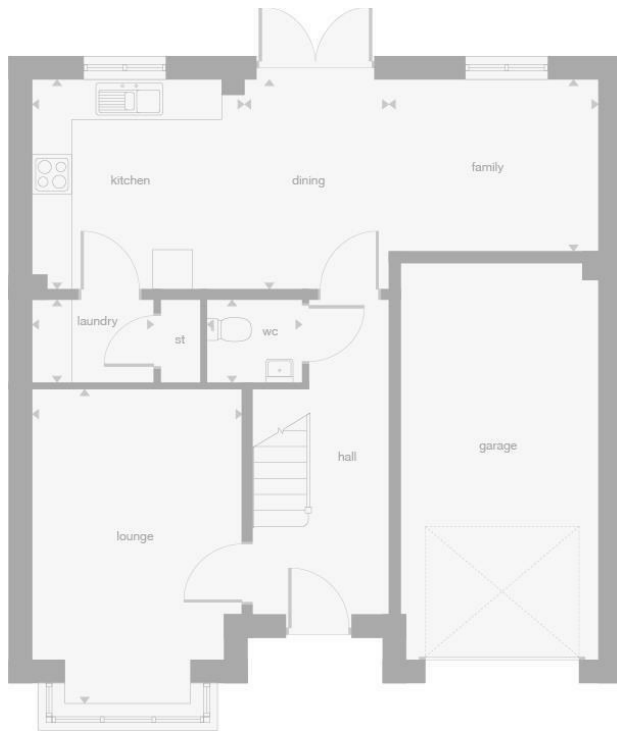 family
kitchen
dining
laundry
wc
st
garage
hall
lounge